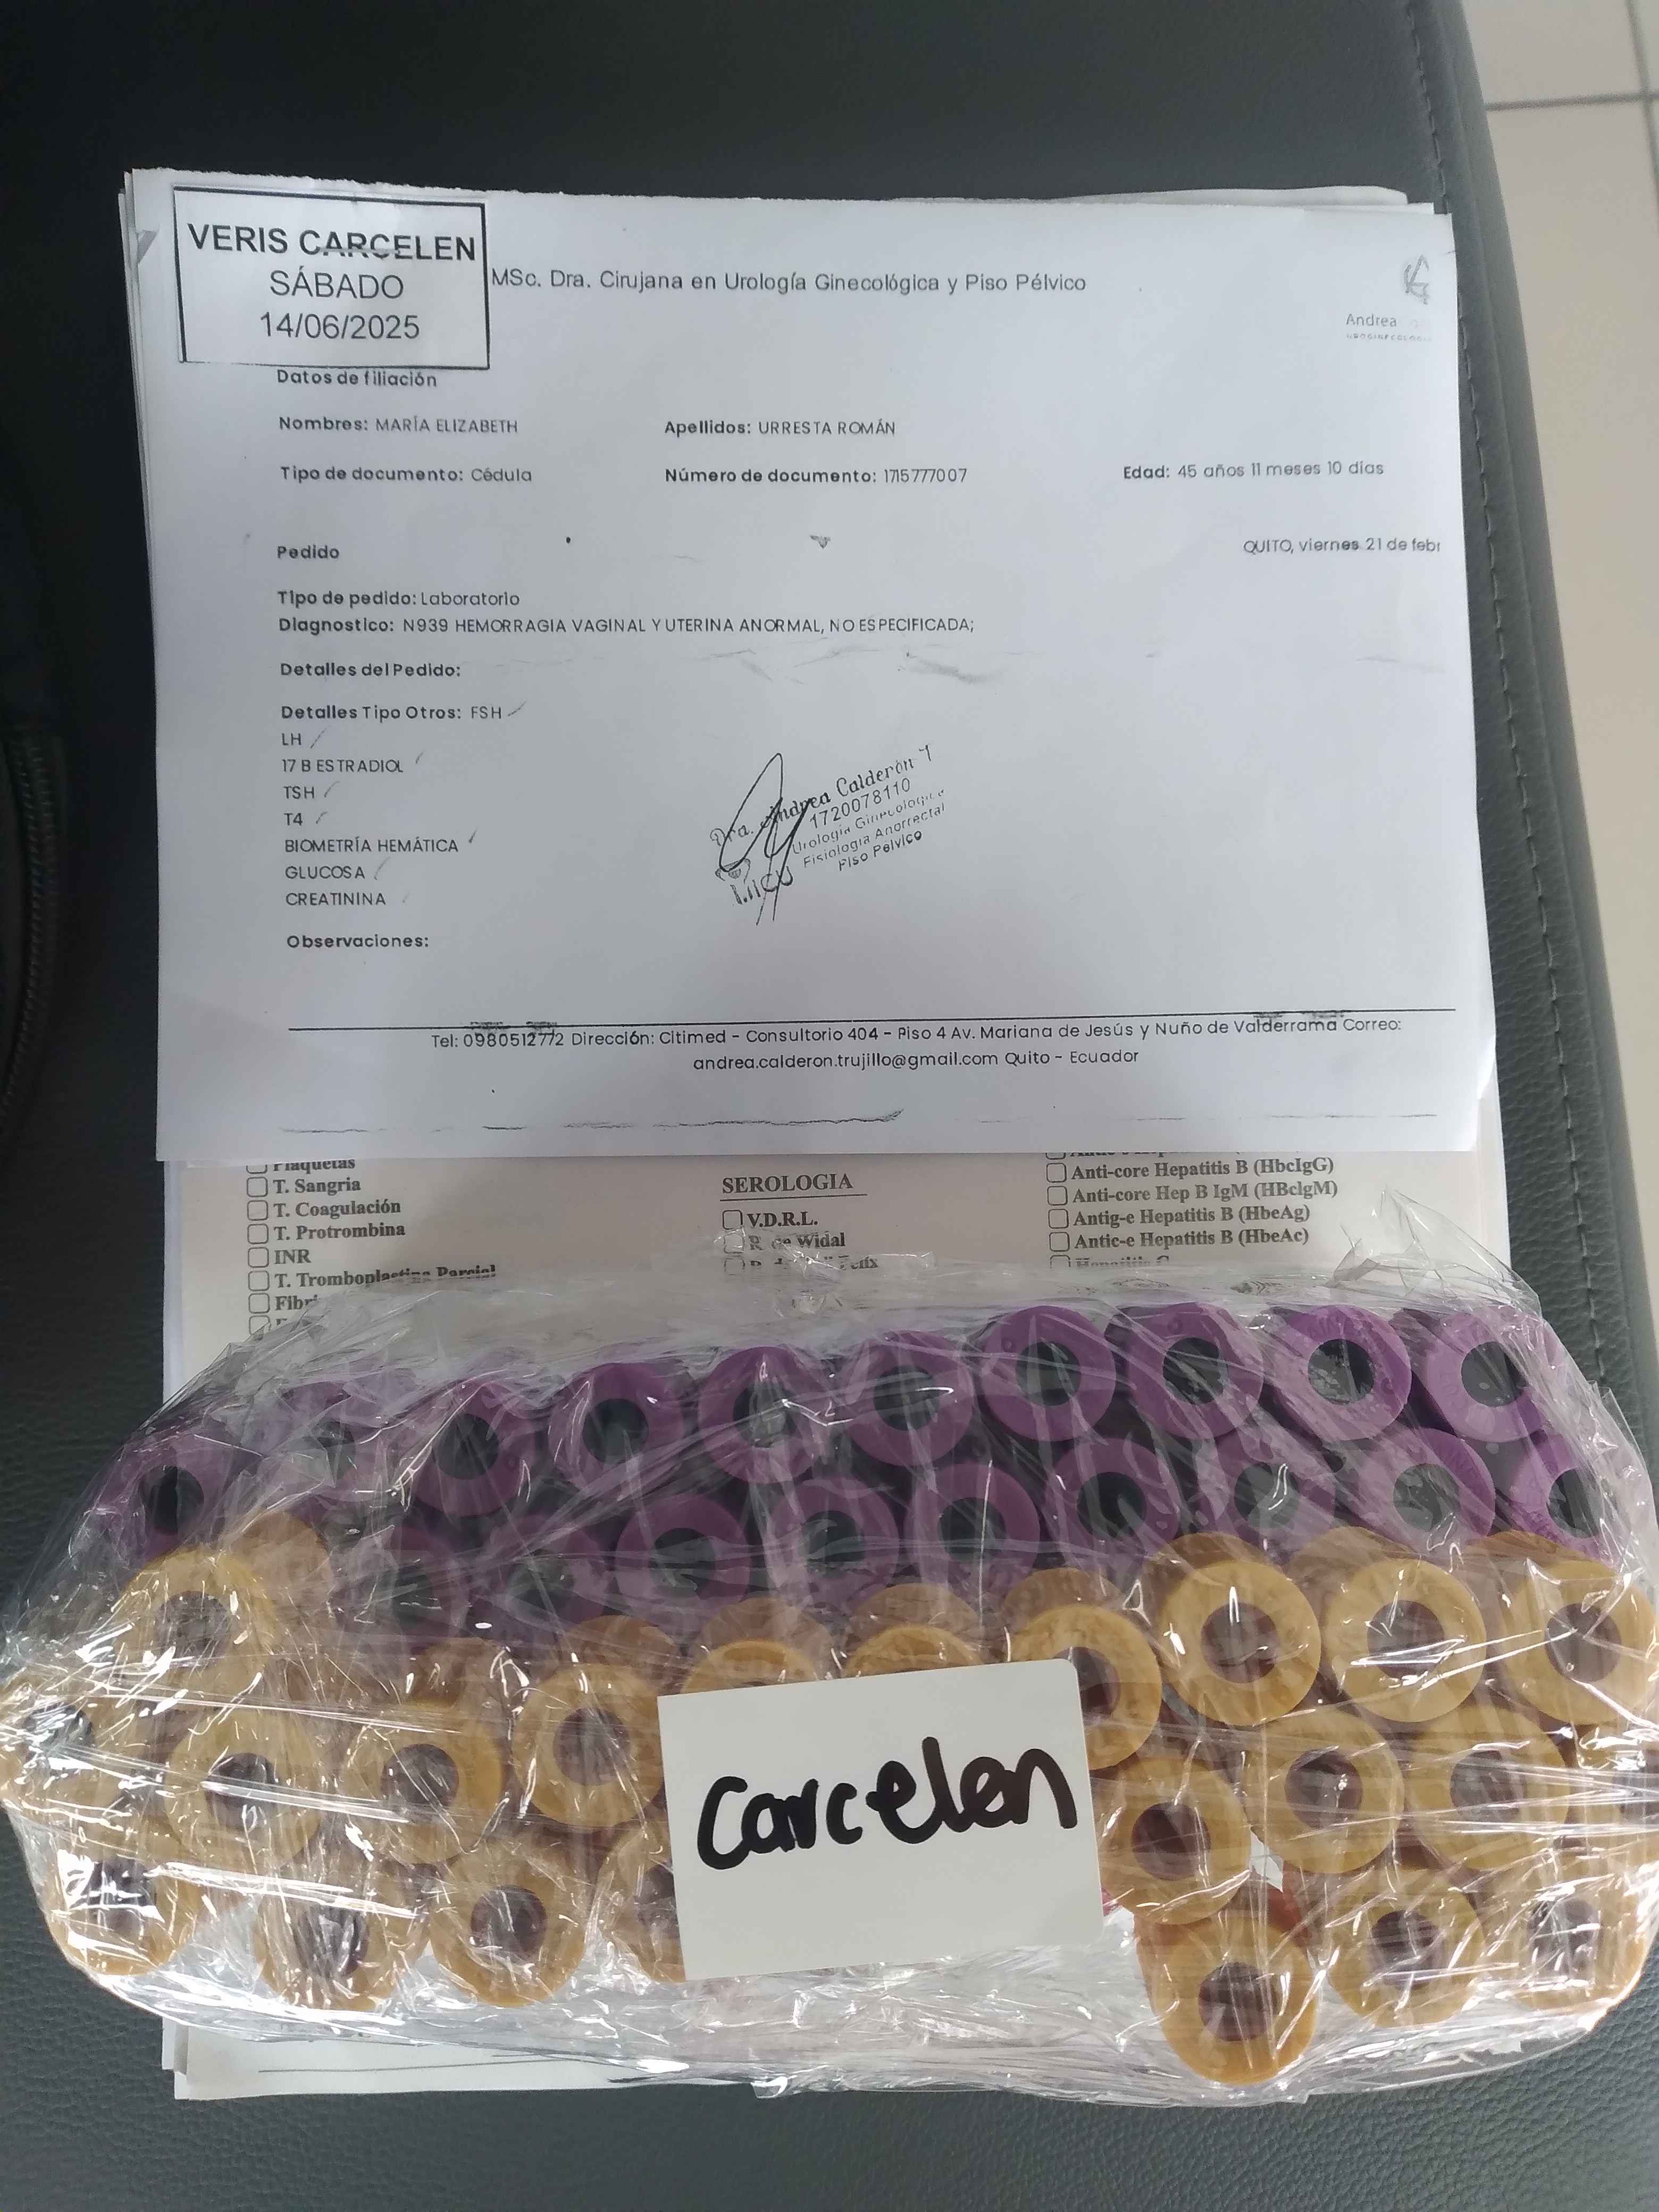 VERIS CARCELEN
SÁBADO
14/06/2025
MSc. Dra. Cirujana en Urología Ginecológica y Piso Pélvico
Andrea
Datos de filiación
Nombres: MARÍA ELIZABETH Apellidos: URRESTA ROMÁN
Tipo de documento: Cédula Número de documento: 1715777007 Edad: 45 años 11 meses 10 días
Pedido QUITO, viernes 21 de febr
Tipo de pedido: Laboratorio
Diagnostico: N939 HEMORRAGIA VAGINAL Y UTERINA ANORMAL, NO ESPECIFICADA;
Detalles del Pedido:
Detalles Tipo Otros: FSH
LH
17 B ESTRADIOL
TSH
T4
BIOMETRÍA HEMÁTICA
GLUCOSA
CREATININA
Dra. Andrea Calderón T
1720078110
Urología Ginecológica
Fisiología Anorrectal
Piso Pélvico
Observaciones:
Tel: 0980512772 Dirección: Citimed - Consultorio 404 - Piso 4 Av. Mariana de Jesús y Nuño de Valderrama Correo:
andrea.calderon.trujillo@gmail.com Quito - Ecuador
Plaquetas
T. Sangria
T. Coagulación
T. Protrombina
INR
T. Tromboplastina Parcial
SEROLOGIA
V.D.R.L.
R. de Widal
Anti-core Hepatitis B (HbcIgG)
Anti-core Hep B IgM (HBclgM)
Antig-e Hepatitis B (HbeAg)
Antic-e Hepatitis B (HbeAc)
Carcelen